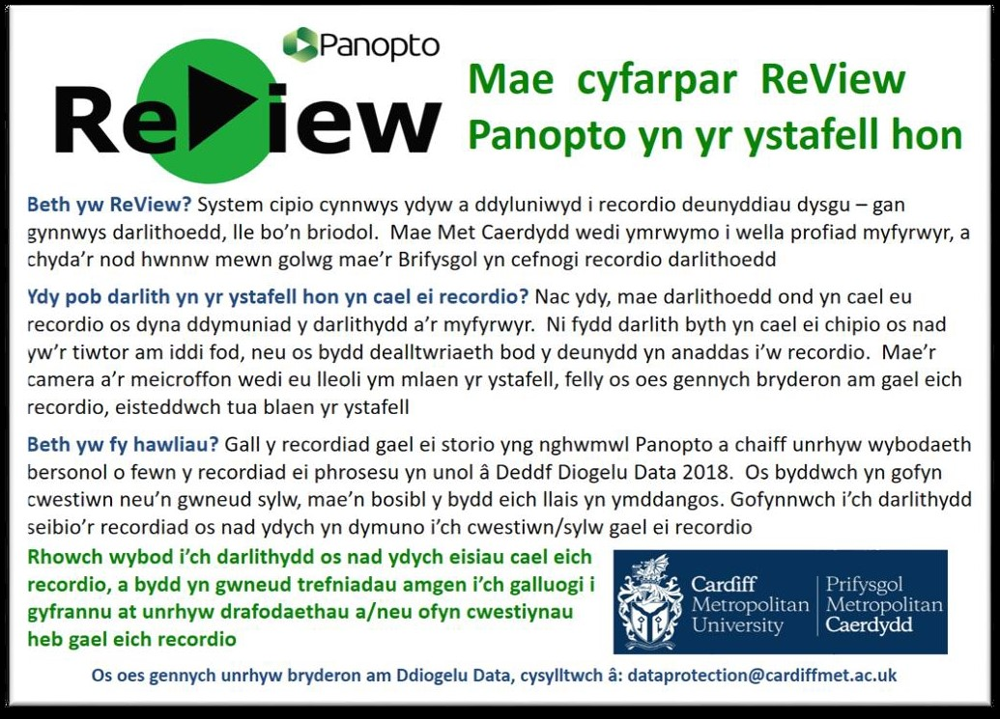 Panopto
ReView
Mae cyfarpar ReView
Panopto yn yr ystafell hon
Beth yw ReView? System cipio cynnwys ydyw a ddyluniwyd i recordio deunyddiau dysgu – gan
gynnwys darlithoedd, lle bo’n briodol. Mae Met Caerdydd wedi ymrwymo i wella profiad myfyrwyr, a
chyda’r nod hwnnw mewn golwg mae’r Brifysgol yn cefnogi recordio darlithoedd
Ydy pob darlith yn yr ystafell hon yn cael ei recordio? Nac ydy, mae darlithoedd ond yn cael eu
recordio os dyna ddymuniad y darlithydd a’r myfyrwyr. Ni fydd darlith byth yn cael ei chipio os nad
yw’r tiwtor am iddi fod, neu os bydd dealltwriaeth bod y deunydd yn anaddas i’w recordio. Mae’r
camera a’r meicroffon wedi eu lleoli ym mlaen yr ystafell, felly os oes gennych bryderon am gael eich
recordio, eisteddwch tua blaen yr ystafell
Beth yw fy hawliau? Gall y recordiad gael ei storio yng nghwmwl Panopto a chaiff unrhyw wybodaeth
bersonol o fewn y recordiad ei phrosesu yn unol â Deddf Diogelu Data 2018. Os byddwch yn gofyn
cwestiwn neu’n gwneud sylw, mae’n bosibl y bydd eich llais yn ymddangos. Gofynnwch i’ch darlithydd
seibio’r recordiad os nad ydych yn dymuno i’ch cwestiwn/sylw gael ei recordio
Rhowch wybod i’ch darlithydd os nad ydych eisiau cael eich
recordio, a bydd yn gwneud trefniadau amgen i’ch galluogi i
gyfrannu at unrhyw drafodaethau a/neu ofyn cwestiynau
heb gael eich recordio
Cardiff
Metropolitan
University
Prifysgol
Metropolitan
Caerdydd
Os oes gennych unrhyw bryderon am Ddiogelu Data, cysylltwch â: dataprotection@cardiffmet.ac.uk